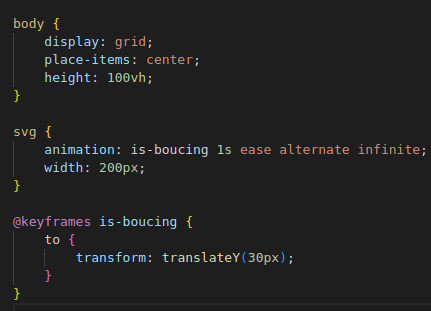 body {
    display: grid;
    place-items: center;
    height: 100vh;
}
svg {
    animation: is-boucing 1s ease alternate infinite;
    width: 200px;
}
@keyframes is-boucing {
    to {
        transform: translateY(30px);
    }
}